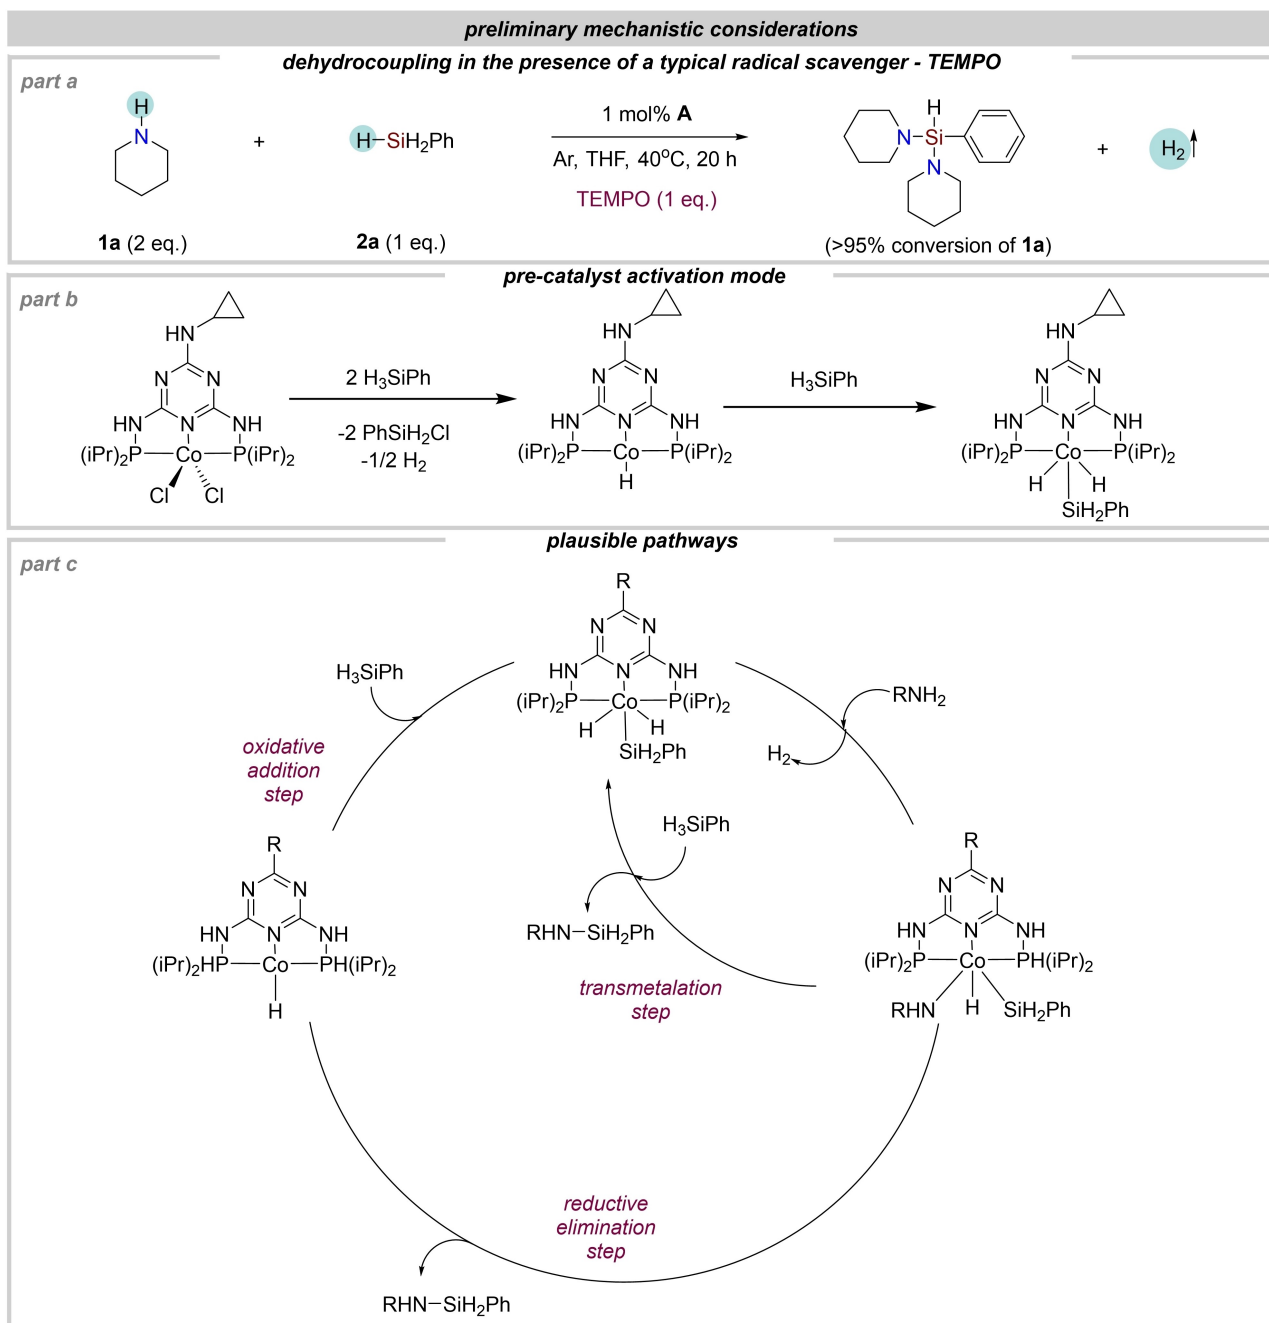 preliminary mechanistic considerations
dehydrocoupling in the presence of a typical radical scavenger - TEMPO
part a
H
N
+
H–SiH2Ph
1 mol% A
Ar, THF, 40°C, 20 h
TEMPO (1 eq.)
H
N Si
N
+
H2
1a (2 eq.)
2a (1 eq.)
(>95% conversion of 1a)
pre-catalyst activation mode
part b
HN
N N
HN N NH
(iPr)2P Co P(iPr)2
Cl Cl
2 H3SiPh
-2 PhSiH2Cl
-1/2 H2
HN
N N
HN N NH
(iPr)2P Co P(iPr)2
H
H3SiPh
HN
N N
HN N NH
(iPr)2P Co P(iPr)2
H H
SiH2Ph
plausible pathways
part c
R
N N
HN N NH
(iPr)2P Co P(iPr)2
H H
SiH2Ph
H3SiPh
oxidative
addition
step
RNH2
H2
H3SiPh
RHN–SiH2Ph
transmetalation
step
R
N N
HN N NH
(iPr)2HP Co PH(iPr)2
H
R
N N
HN N NH
(iPr)2P Co PH(iPr)2
RHN H SiH2Ph
reductive
elimination
step
RHN–SiH2Ph